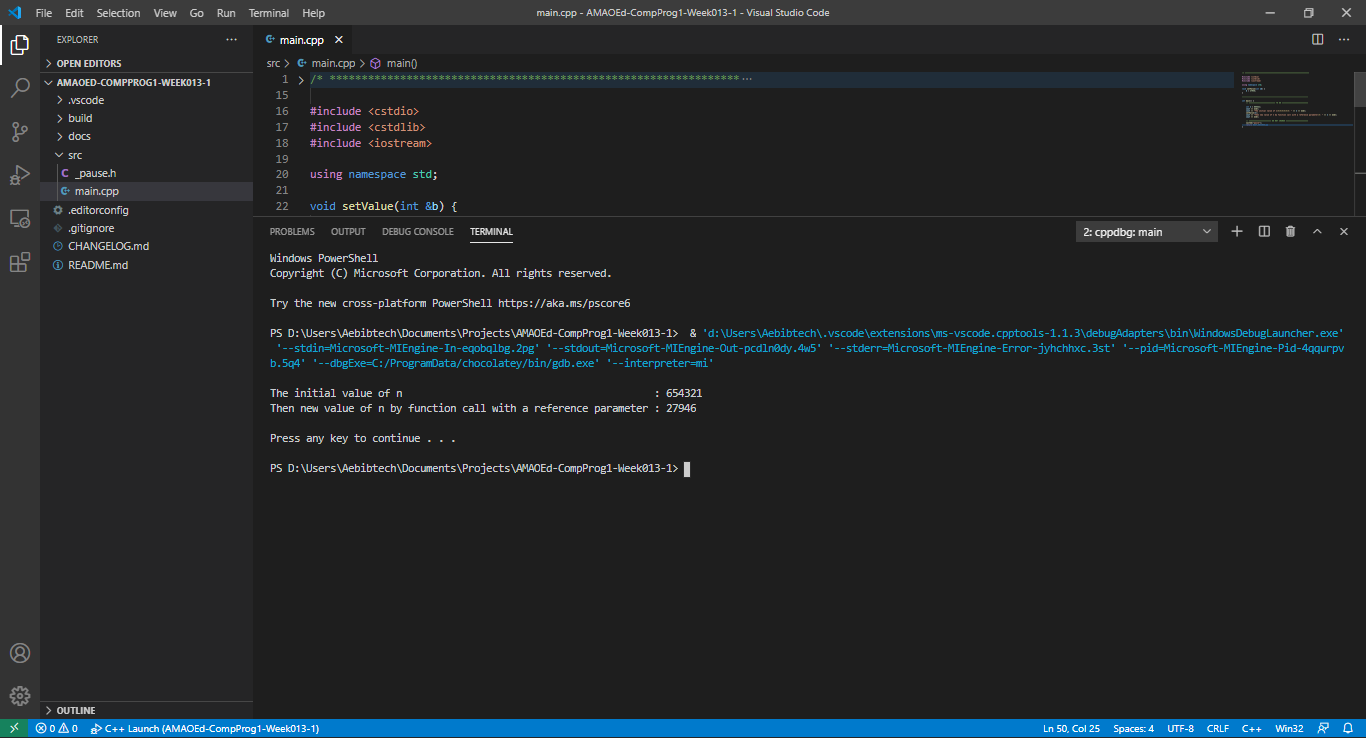 File Edit Selection View Go Run Terminal Help
main.cpp - AMAOEd-CompProg1-Week013-1 - Visual Studio Code
EXPLORER
OPEN EDITORS
AMAOED-COMPPROG1-WEEK013-1
.vscode
build
docs
src
_pause.h
main.cpp
.editorconfig
.gitignore
CHANGELOG.md
README.md
OUTLINE
main.cpp
src > main.cpp > main()
1 /* ****************************************************************...
15
16 #include <cstdio>
17 #include <cstdlib>
18 #include <iostream>
19
20 using namespace std;
21
22 void setValue(int &b) {
PROBLEMS OUTPUT DEBUG CONSOLE TERMINAL
2: cppdbg: main
Windows PowerShell
Copyright (C) Microsoft Corporation. All rights reserved.
Try the new cross-platform PowerShell https://aka.ms/pscore6
PS D:\Users\Aebibtech\Documents\Projects\AMAOEd-CompProg1-Week013-1>  & 'd:\Users\Aebibtech\.vscode\extensions\ms-vscode.cpptools-1.1.3\debugAdapters\bin\WindowsDebugLauncher.exe'
'--stdin=Microsoft-MIEngine-In-eqobqlbg.2pg' '--stdout=Microsoft-MIEngine-Out-pcdln0dy.4w5' '--stderr=Microsoft-MIEngine-Error-jyhchhxc.3st' '--pid=Microsoft-MIEngine-Pid-4qqurpv
b.5q4' '--dbgExe=C:/ProgramData/chocolatey/bin/gdb.exe' '--interpreter=mi'
The initial value of n : 654321
Then new value of n by function call with a reference parameter : 27946
Press any key to continue . . .
PS D:\Users\Aebibtech\Documents\Projects\AMAOEd-CompProg1-Week013-1>
0 0 C++ Launch (AMAOEd-CompProg1-Week013-1)
Ln 50, Col 25 Spaces: 4 UTF-8 CRLF C++ Win32